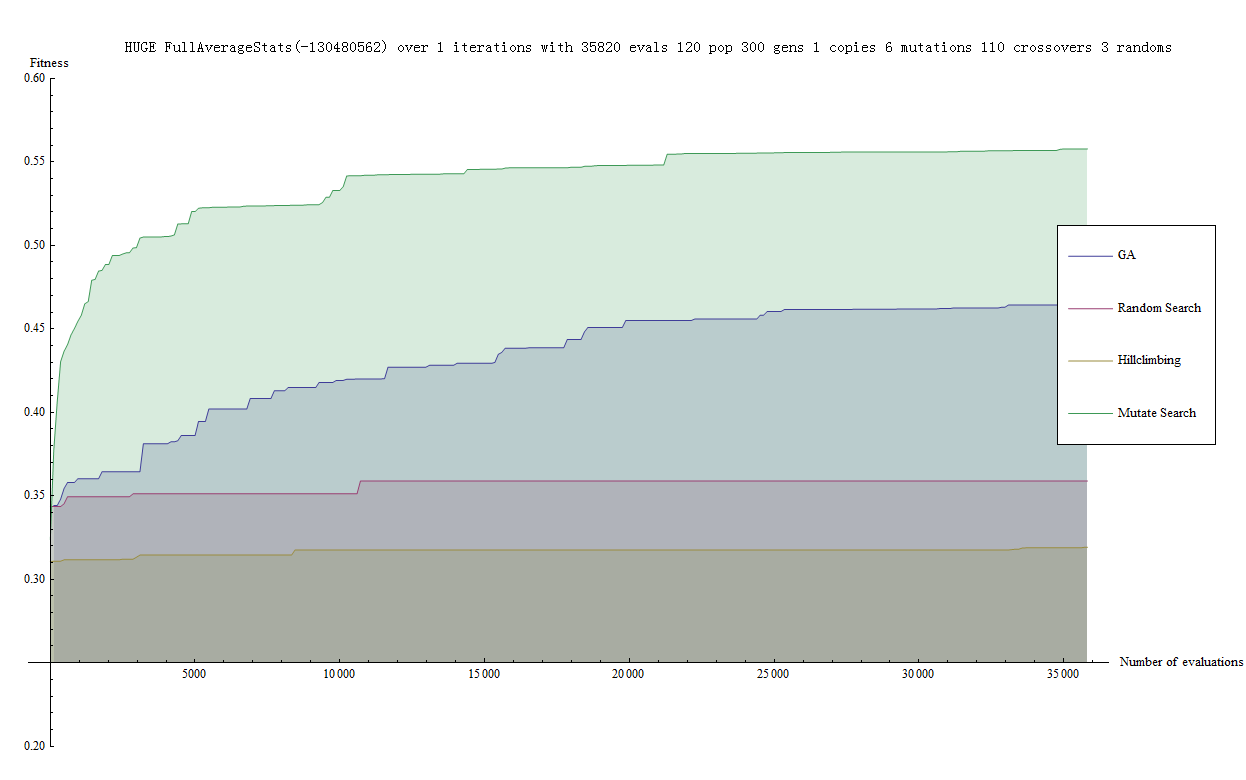 HUGE FullAverageStats(-130480562) over 1 iterations with 35820 evals 120 pop 300 gens 1 copies 6 mutations 110 crossovers 3 randoms
Fitness
0.60
0.55
0.50
0.45
0.40
0.35
0.30
0.20
GA
Random Search
Hillclimbing
Mutate Search
5000
10000
15000
20000
25000
30000
35000
Number of evaluations